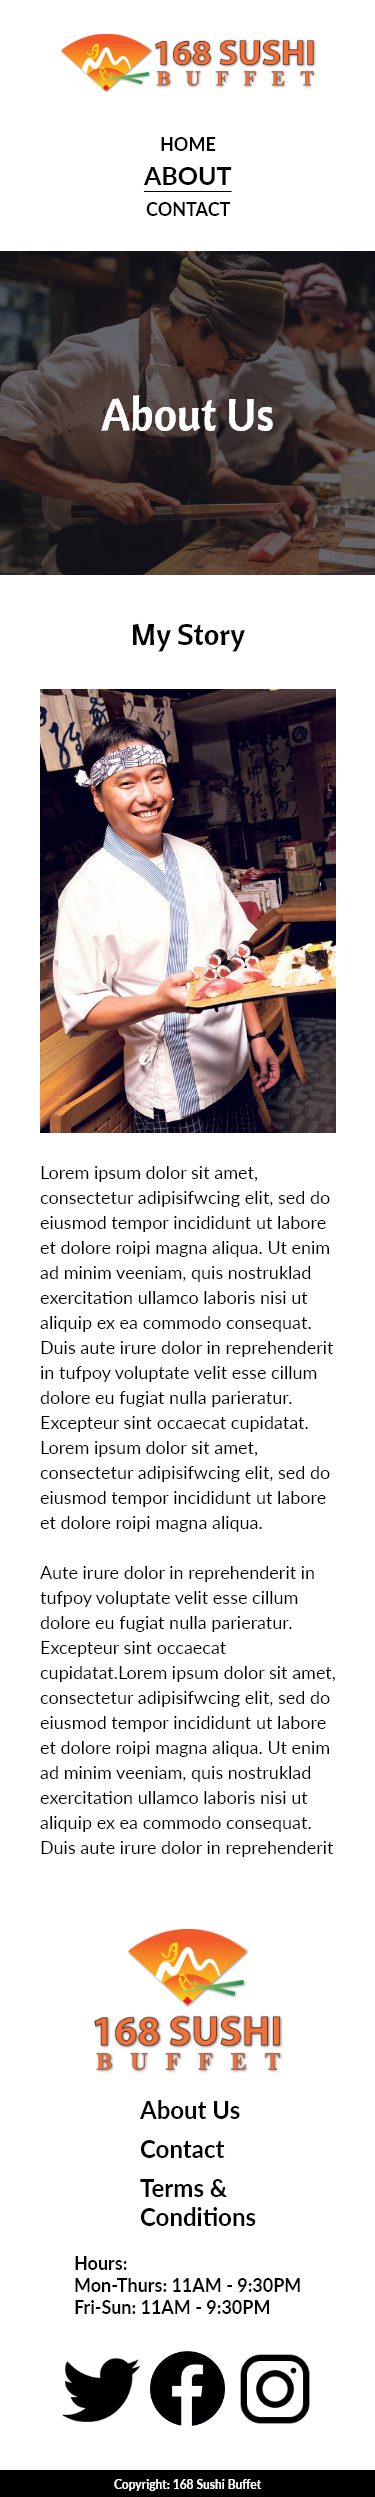 168 SUSHI
BUFFET
HOME
ABOUT
CONTACT
About Us
My Story
Lorem ipsum dolor sit amet,
consectetur adipisifwcing elit, sed do
eiusmod tempor incididunt ut labore
et dolore roipi magna aliqua. Ut enim
ad minim veeniam, quis nostruklad
exercitation ullamco laboris nisi ut
aliquip ex ea commodo consequat.
Duis aute irure dolor in reprehenderit
in tufpoy voluptate velit esse cillum
dolore eu fugiat nulla parieratur.
Excepteur sint occaecat cupidatat.
Lorem ipsum dolor sit amet,
consectetur adipisifwcing elit, sed do
eiusmod tempor incididunt ut labore
et dolore roipi magna aliqua.
Aute irure dolor in reprehenderit in
tufpoy voluptate velit esse cillum
dolore eu fugiat nulla parieratur.
Excepteur sint occaecat
cupidatat.Lorem ipsum dolor sit amet,
consectetur adipisifwcing elit, sed do
eiusmod tempor incididunt ut labore
et dolore roipi magna aliqua. Ut enim
ad minim veeniam, quis nostruklad
exercitation ullamco laboris nisi ut
aliquip ex ea commodo consequat.
Duis aute irure dolor in reprehenderit
168 SUSHI
BUFFET
About Us
Contact
Terms &
Conditions
Hours:
Mon-Thurs: 11AM - 9:30PM
Fri-Sun: 11AM - 9:30PM
Copyright: 168 Sushi Buffet